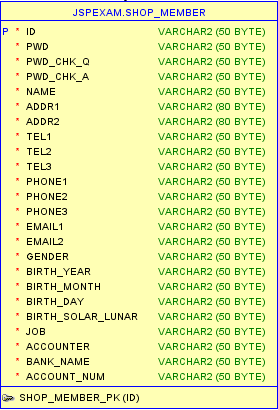 JSPEXAM.SHOP_MEMBER
P * ID VARCHAR2 (50 BYTE)
* PWD VARCHAR2 (50 BYTE)
* PWD_CHK_Q VARCHAR2 (50 BYTE)
* PWD_CHK_A VARCHAR2 (50 BYTE)
* NAME VARCHAR2 (50 BYTE)
* ADDR1 VARCHAR2 (80 BYTE)
* ADDR2 VARCHAR2 (80 BYTE)
* TEL1 VARCHAR2 (50 BYTE)
* TEL2 VARCHAR2 (50 BYTE)
* TEL3 VARCHAR2 (50 BYTE)
* PHONE1 VARCHAR2 (50 BYTE)
* PHONE2 VARCHAR2 (50 BYTE)
* PHONE3 VARCHAR2 (50 BYTE)
* EMAIL1 VARCHAR2 (50 BYTE)
* EMAIL2 VARCHAR2 (50 BYTE)
* GENDER VARCHAR2 (50 BYTE)
* BIRTH_YEAR VARCHAR2 (50 BYTE)
* BIRTH_MONTH VARCHAR2 (50 BYTE)
* BIRTH_DAY VARCHAR2 (50 BYTE)
* BIRTH_SOLAR_LUNAR VARCHAR2 (50 BYTE)
* JOB VARCHAR2 (50 BYTE)
* ACCOUNTER VARCHAR2 (50 BYTE)
* BANK_NAME VARCHAR2 (50 BYTE)
* ACCOUNT_NUM VARCHAR2 (50 BYTE)
SHOP_MEMBER_PK (ID)